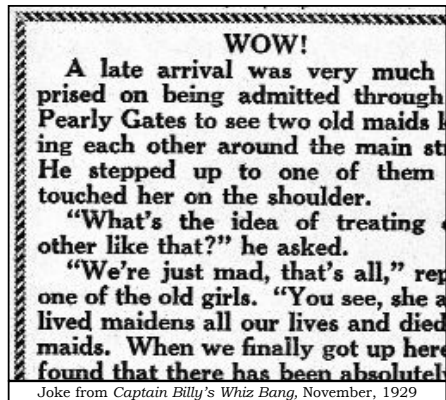 WOW!
A late arrival was very much
prised on being admitted through
Pearly Gates to see two old maids
ing each other around the main
He stepped up to one of them
touched her on the shoulder.
"What's the idea of treating
other like that?" he asked.
"We're just mad, that's all," rep
one of the old girls. "You see, she a
lived maidens all our lives and died
maids. When we finally got up here
found that there has been absolutely
Joke from Captain Billy's Whiz Bang, November, 1929